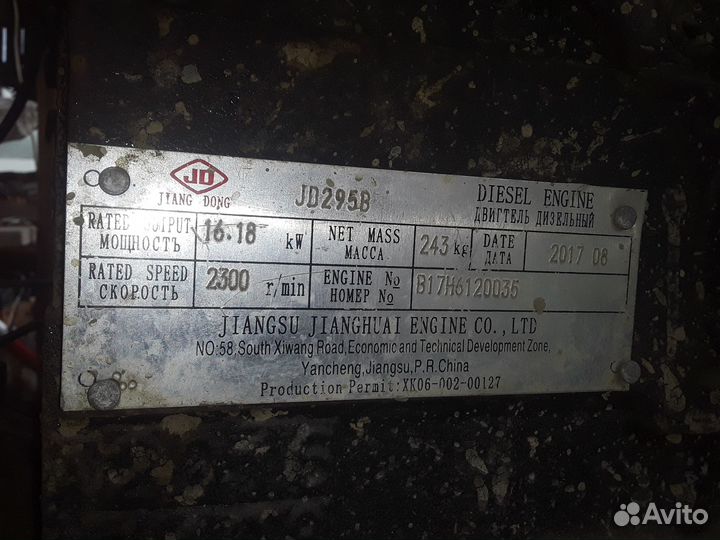 JD
JIANG DONG
JD295B
DIESEL ENGINE
ДВИГТЕЛЬ ДИЗЕЛЬНЫЙ
RATED OUTPUT 16.18 kW NET MASS 243 kg DATE 2017 08
МОЩНОСТЬ МАССА ДАТА
RATED SPEED 2300 r/min ENGINE No B17H6120035
СКОРОСТЬ НОМЕР No
JIANGSU JIANGHUAI ENGINE CO., LTD
NO:58,South Xiwang Road,Economic and Technical Development Zone,
Yancheng,Jiangsu,P.R.China
Production Permit:XK06-002-00127
Avito